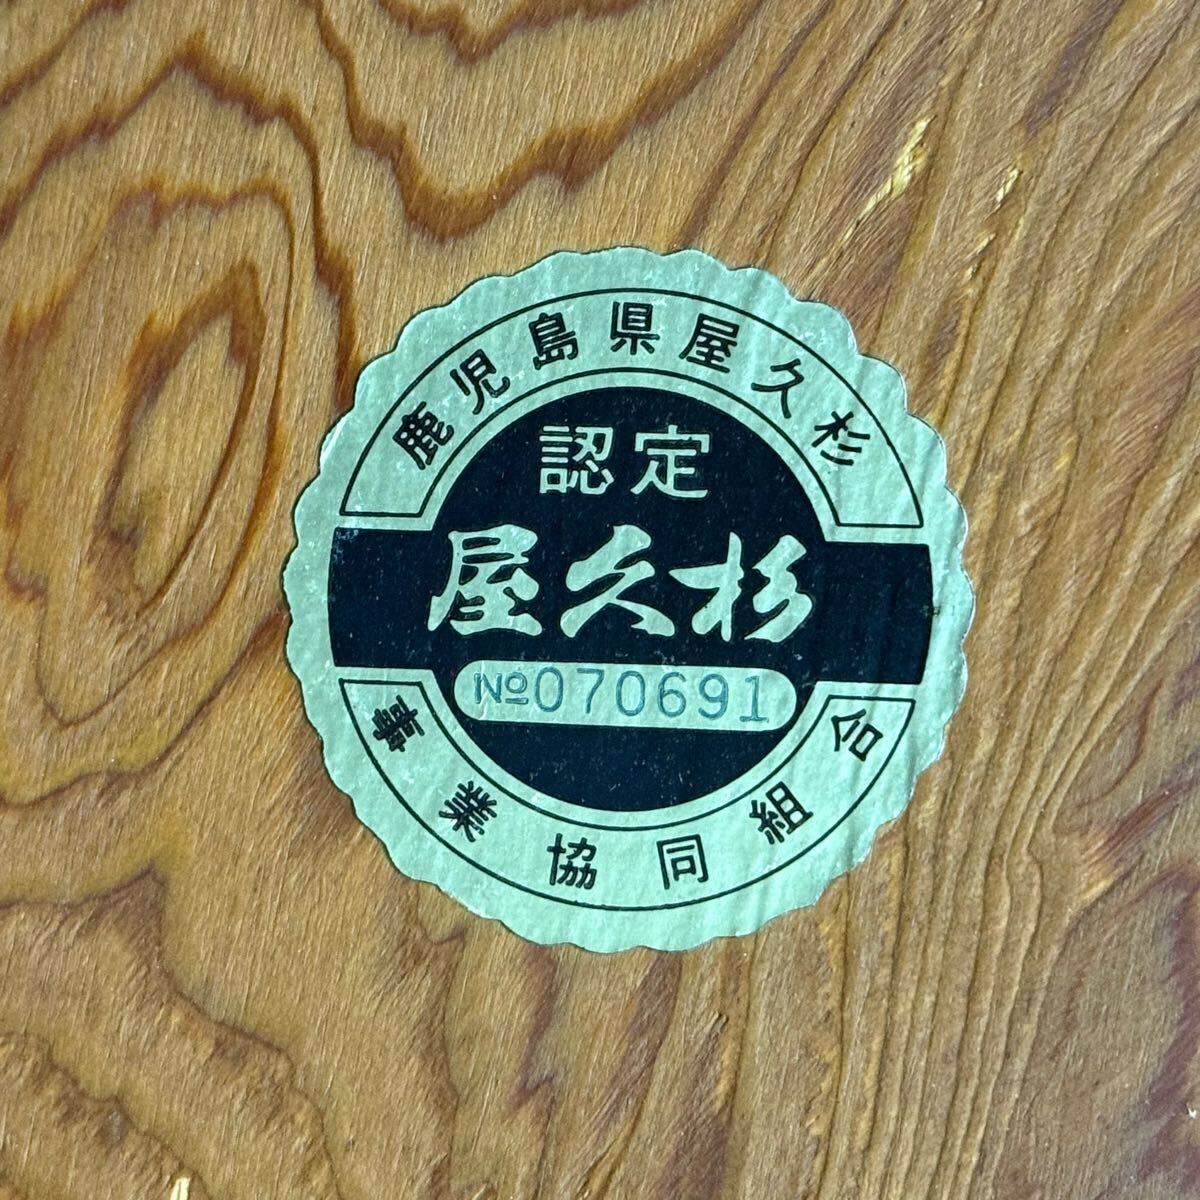 鹿児島県屋久杉
認定
屋久杉
№070691
事業協同組合